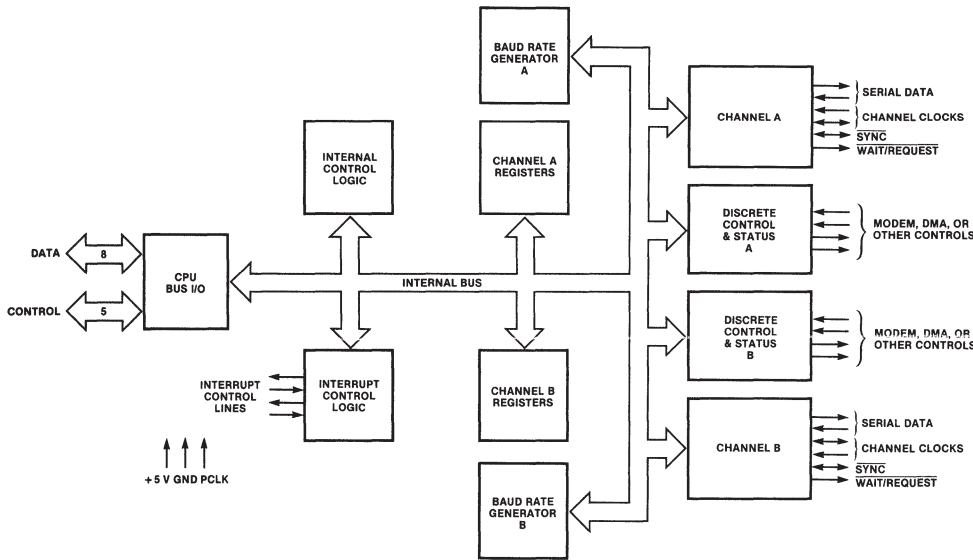 BAUD RATE
GENERATOR
A
CHANNEL A
SERIAL DATA
CHANNEL CLOCKS
SYNC
WAIT/REQUEST
INTERNAL
CONTROL
LOGIC
CHANNEL A
REGISTERS
DISCRETE
CONTROL
& STATUS
A
MODEM, DMA, OR
OTHER CONTROLS
DATA
8
CPU
BUS I/O
INTERNAL BUS
CONTROL
5
DISCRETE
CONTROL
& STATUS
B
MODEM, DMA, OR
OTHER CONTROLS
INTERRUPT
CONTROL
LINES
INTERRUPT
CONTROL
LOGIC
CHANNEL B
REGISTERS
CHANNEL B
SERIAL DATA
CHANNEL CLOCKS
SYNC
WAIT/REQUEST
+5 V GND PCLK
BAUD RATE
GENERATOR
B